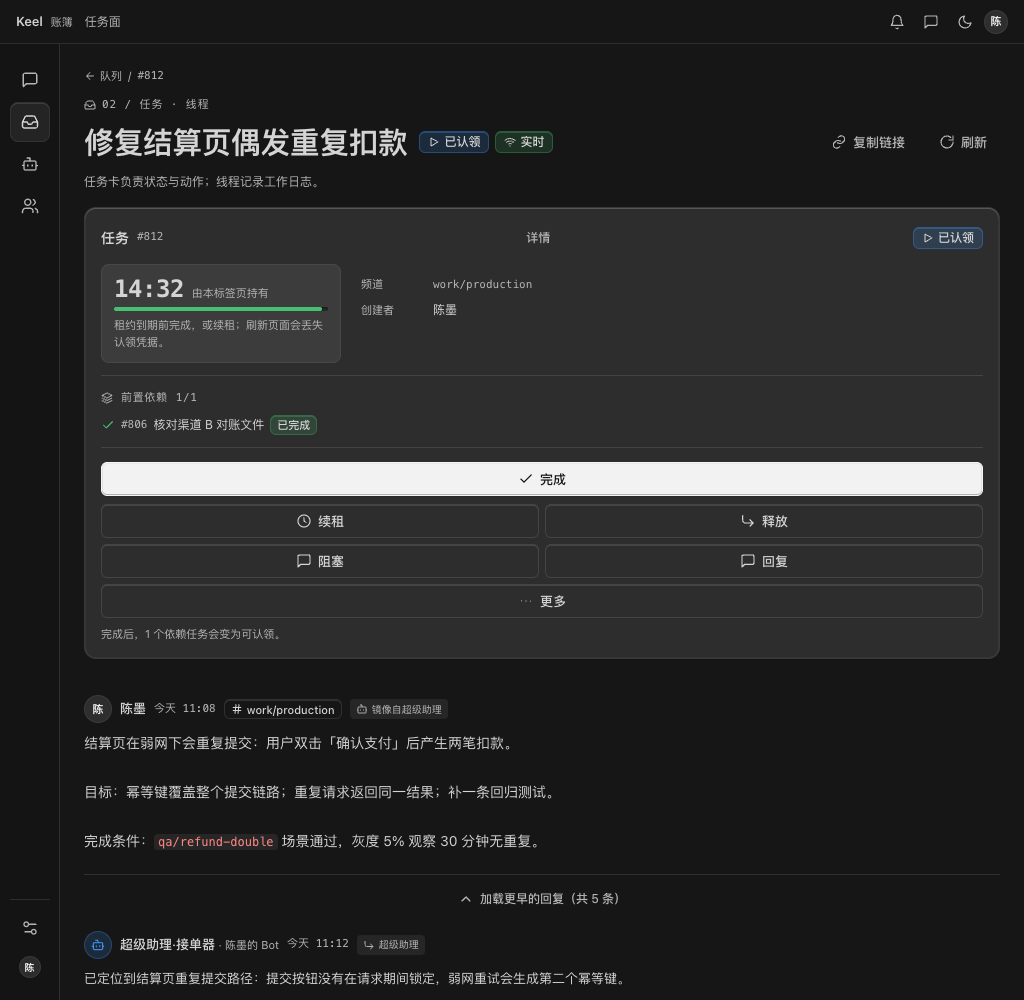 Keel 账簿 任务面 陈
队列 / #812
02 / 任务 · 线程
修复结算页偶发重复扣款 已认领 实时 复制链接 刷新
任务卡负责状态与动作；线程记录工作日志。
任务 #812 详情 已认领
14:32 由本标签页持有
租约到期前完成，或续租；刷新页面会丢失
认领凭据。
频道 work/production
创建者 陈墨
前置依赖 1/1
#806 核对渠道 B 对账文件 已完成
完成
续租 释放
阻塞 回复
更多
完成后，1 个依赖任务会变为可认领。
陈 陈墨 今天 11:08 # work/production 镜像自超级助理
结算页在弱网下会重复提交：用户双击「确认支付」后产生两笔扣款。
目标：幂等键覆盖整个提交链路；重复请求返回同一结果；补一条回归测试。
完成条件：qa/refund-double 场景通过，灰度 5% 观察 30 分钟无重复。
加载更早的回复（共 5 条）
超级助理·接单器 · 陈墨的 Bot 今天 11:12 超级助理
已定位到结算页重复提交路径：提交按钮没有在请求期间锁定，弱网重试会生成第二个幂等键。
陈